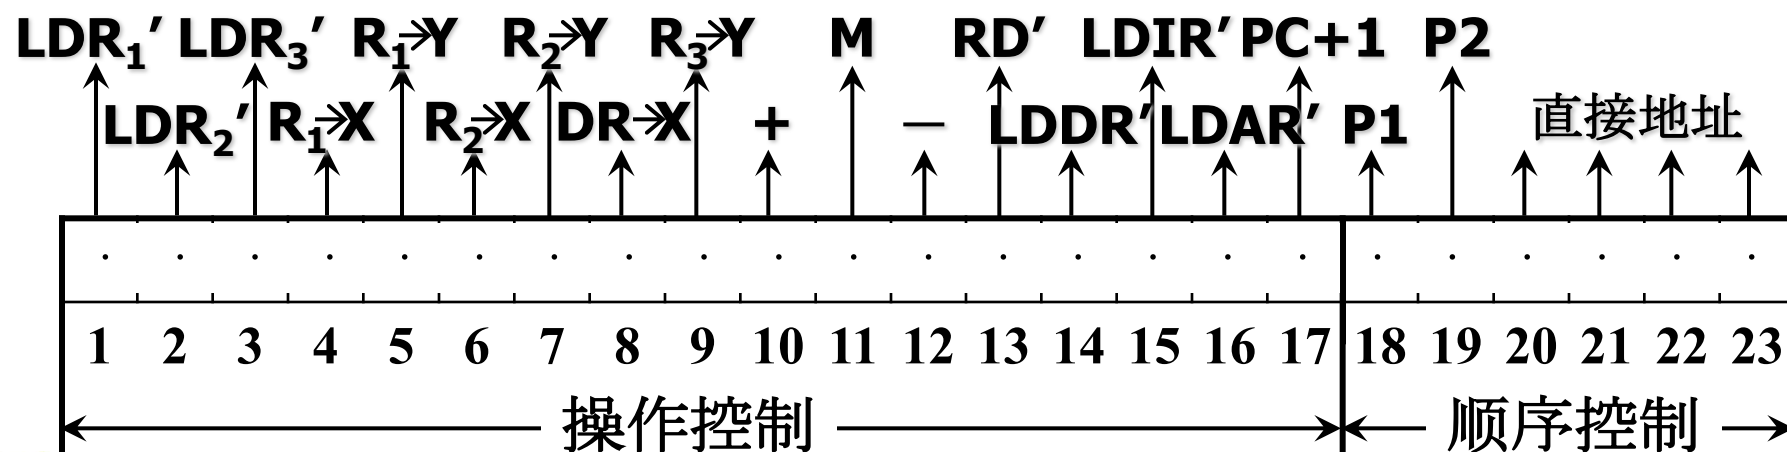 LDR₁′ LDR₃′ R₁→Y R₂→Y R₃→Y M RD′ LDIR′ PC+1 P2
LDR₂′ R₁→X R₂→X DR→X + — LDDR′ LDAR′ P1 直接地址
. . . . . . . . . . . . . . . . . . . . . . .
1 2 3 4 5 6 7 8 9 10 11 12 13 14 15 16 17 18 19 20 21 22 23
操作控制 顺序控制